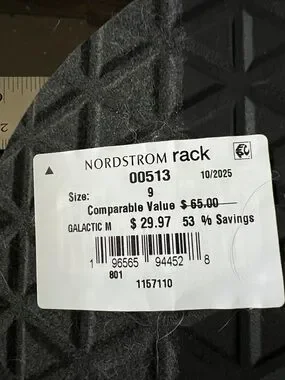 NORDSTROM rack
00513 10/2025
Size: 9
Comparable Value $ 65.00
GALACTIC M $ 29.97 53 % Savings
1 96565 94452 8
801
1157110